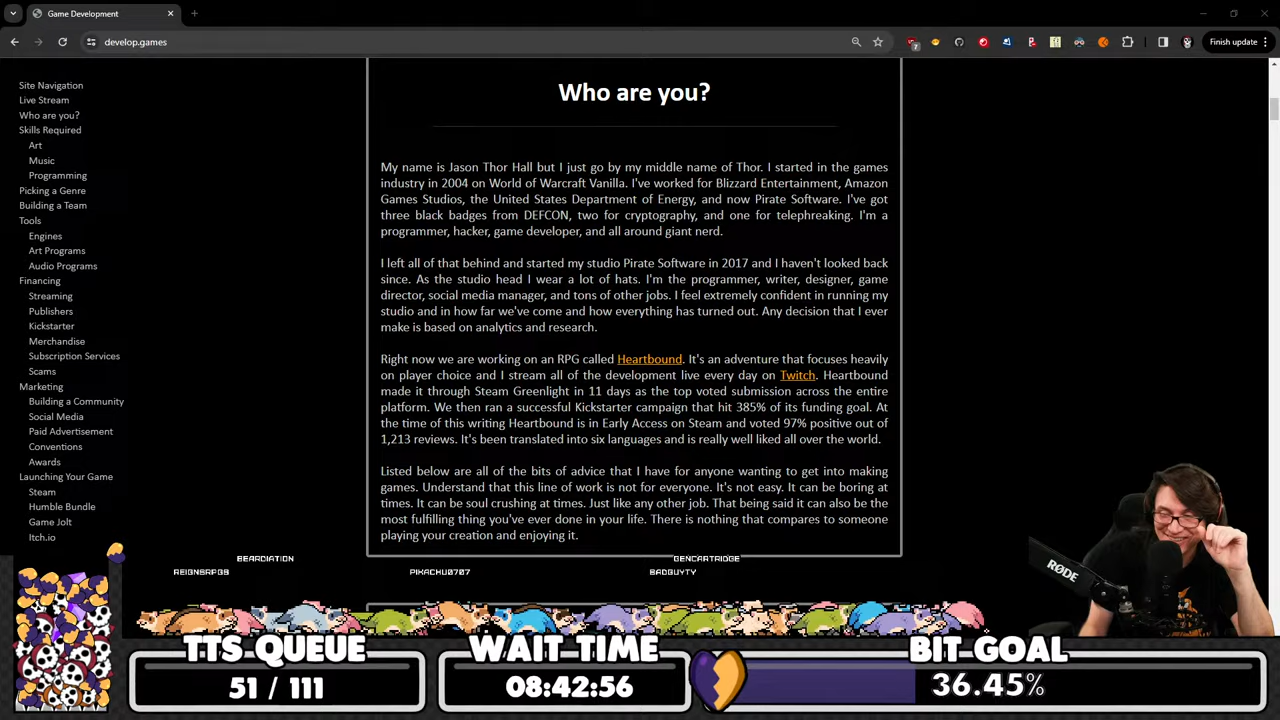 Game Development
develop.games
7
Finish update
Site Navigation
Live Stream
Who are you?
Skills Required
Art
Music
Programming
Picking a Genre
Building a Team
Tools
Engines
Art Programs
Audio Programs
Financing
Streaming
Publishers
Kickstarter
Merchandise
Subscription Services
Scams
Marketing
Building a Community
Social Media
Paid Advertisement
Conventions
Awards
Launching Your Game
Steam
Humble Bundle
Game Jolt
Itch.io
Who are you?
My name is Jason Thor Hall but I just go by my middle name of Thor. I started in the games
industry in 2004 on World of Warcraft Vanilla. I've worked for Blizzard Entertainment, Amazon
Games Studios, the United States Department of Energy, and now Pirate Software. I've got
three black badges from DEFCON, two for cryptography, and one for telephreaking. I'm a
programmer, hacker, game developer, and all around giant nerd.
I left all of that behind and started my studio Pirate Software in 2017 and I haven't looked back
since. As the studio head I wear a lot of hats. I'm the programmer, writer, designer, game
director, social media manager, and tons of other jobs. I feel extremely confident in running my
studio and in how far we've come and how everything has turned out. Any decision that I ever
make is based on analytics and research.
Right now we are working on an RPG called Heartbound. It's an adventure that focuses heavily
on player choice and I stream all of the development live every day on Twitch. Heartbound
made it through Steam Greenlight in 11 days as the top voted submission across the entire
platform. We then ran a successful Kickstarter campaign that hit 385% of its funding goal. At
the time of this writing Heartbound is in Early Access on Steam and voted 97% positive out of
1,213 reviews. It's been translated into six languages and is really well liked all over the world.
Listed below are all of the bits of advice that I have for anyone wanting to get into making
games. Understand that this line of work is not for everyone. It's not easy. It can be boring at
times. It can be soul crushing at times. Just like any other job. That being said it can also be the
most fulfilling thing you've ever done in your life. There is nothing that compares to someone
playing your creation and enjoying it.
BEARDIATION
GENCARTRIDGE
REIGNSRPGS
PIKACHU0707
BADGUYTY
RØDE
TTS QUEUE
51 / 111
WAIT TIME
08:42:56
BIT GOAL
36.45%